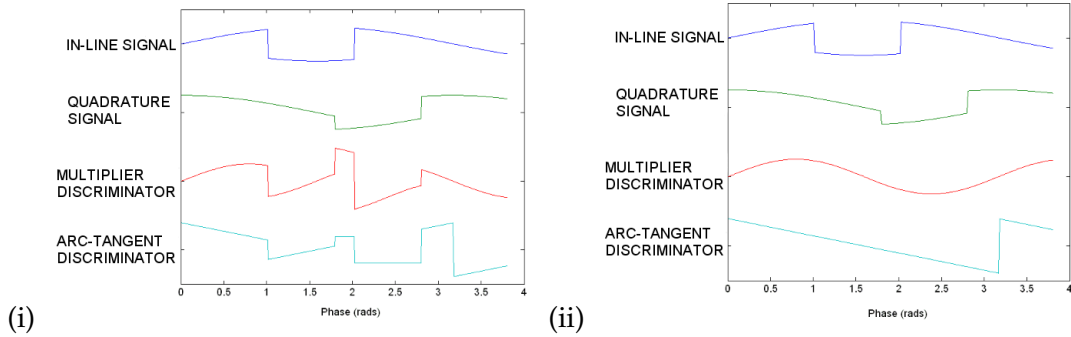 IN-LINE SIGNAL
QUADRATURE
SIGNAL
MULTIPLIER
DISCRIMINATOR
ARC-TANGENT
DISCRIMINATOR
0 0.5 1 1.5 2 2.5 3 3.5 4
Phase (rads)
(i)
IN-LINE SIGNAL
QUADRATURE
SIGNAL
MULTIPLIER
DISCRIMINATOR
ARC-TANGENT
DISCRIMINATOR
0 0.5 1 1.5 2 2.5 3 3.5 4
Phase (rads)
(ii)